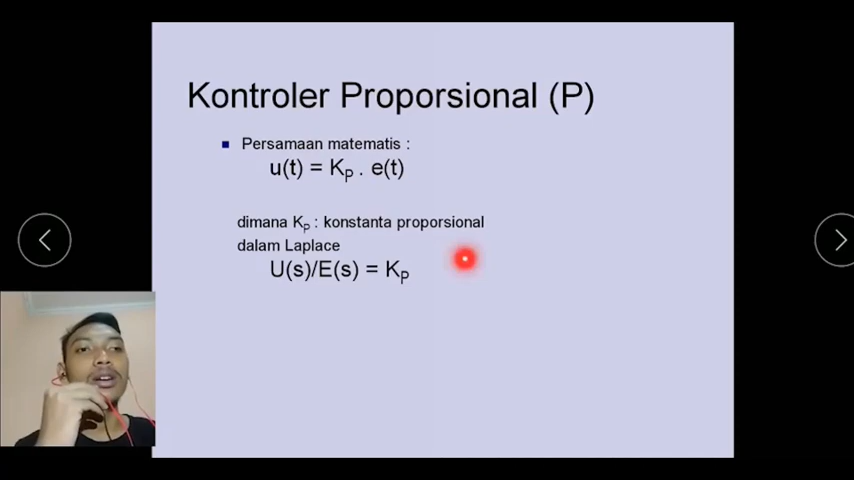 Kontroler Proporsional (P)
Persamaan matematis :
u(t) = KP . e(t)
dimana KP : konstanta proporsional
dalam Laplace
U(s)/E(s) = KP